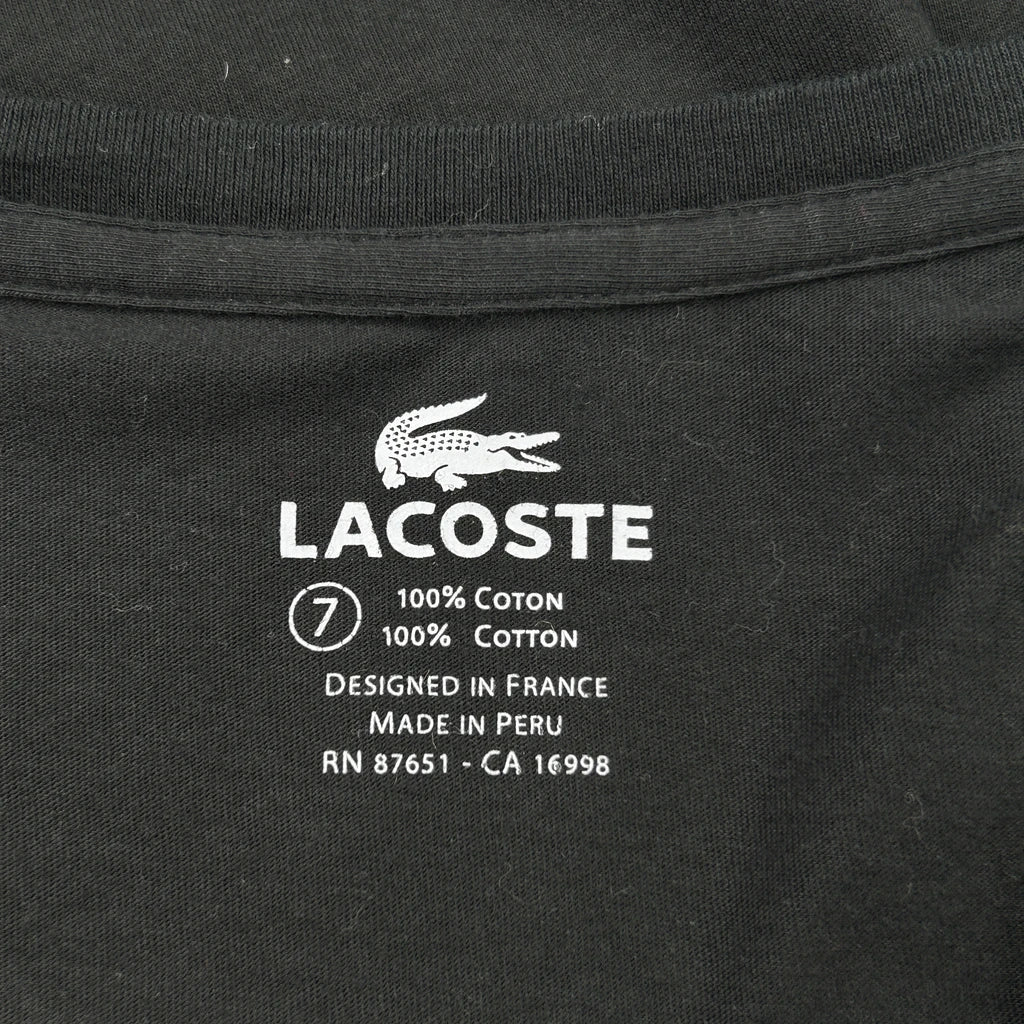 LACOSTE
7
100% COTON
100% COTTON
DESIGNED IN FRANCE
MADE IN PERU
RN 87651 - CA 16998